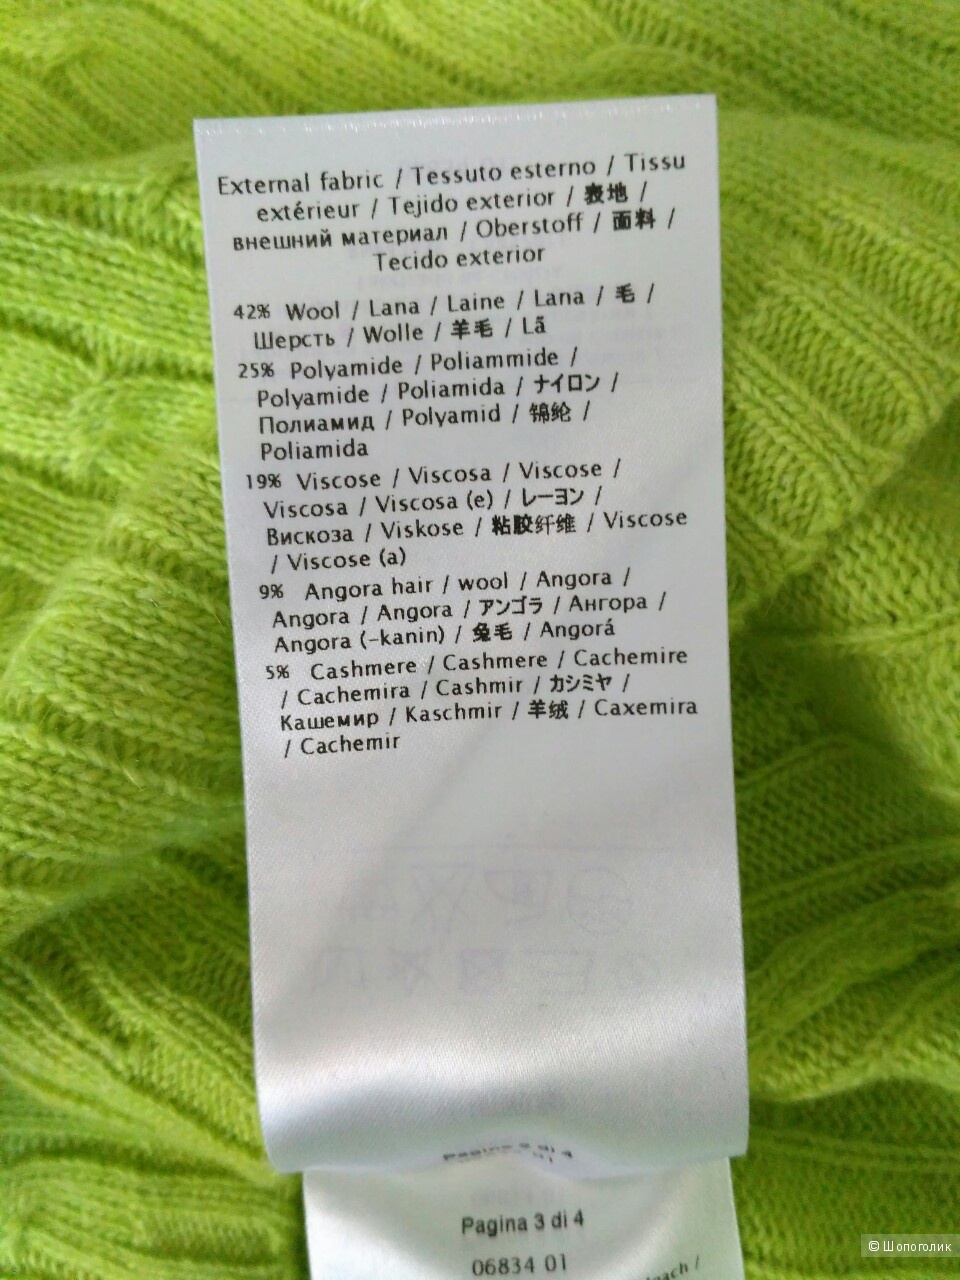 External fabric / Tessuto esterno / Tissu
extérieur / Tejido exterior / 表地 /
внешний материал / Oberstoff / 面料 /
Tecido exterior
42% Wool / Lana / Laine / Lana / 毛 /
Шерсть / Wolle / 羊毛 / Lã
25% Polyamide / Poliammide /
Polyamide / Poliamida / ナイロン /
Полиамид / Polyamid / 锦纶 /
Poliamida
19% Viscose / Viscosa / Viscose /
Viscosa / Viscosa (e) / レーヨン /
Вискоза / Viskose / 粘胶纤维 / Viscose
/ Viscose (a)
9% Angora hair / wool / Angora /
Angora / Angora / アンゴラ / Ангора /
Angora (-kanin) / 兔毛 / Angorá
5% Cashmere / Cashmere / Cachemire
/ Cachemira / Cashmir / カシミヤ /
Кашемир / Kaschmir / 羊绒 / Caxemira
/ Cachemir
Pagina 3 di 4
06834 01
© Шопоголик